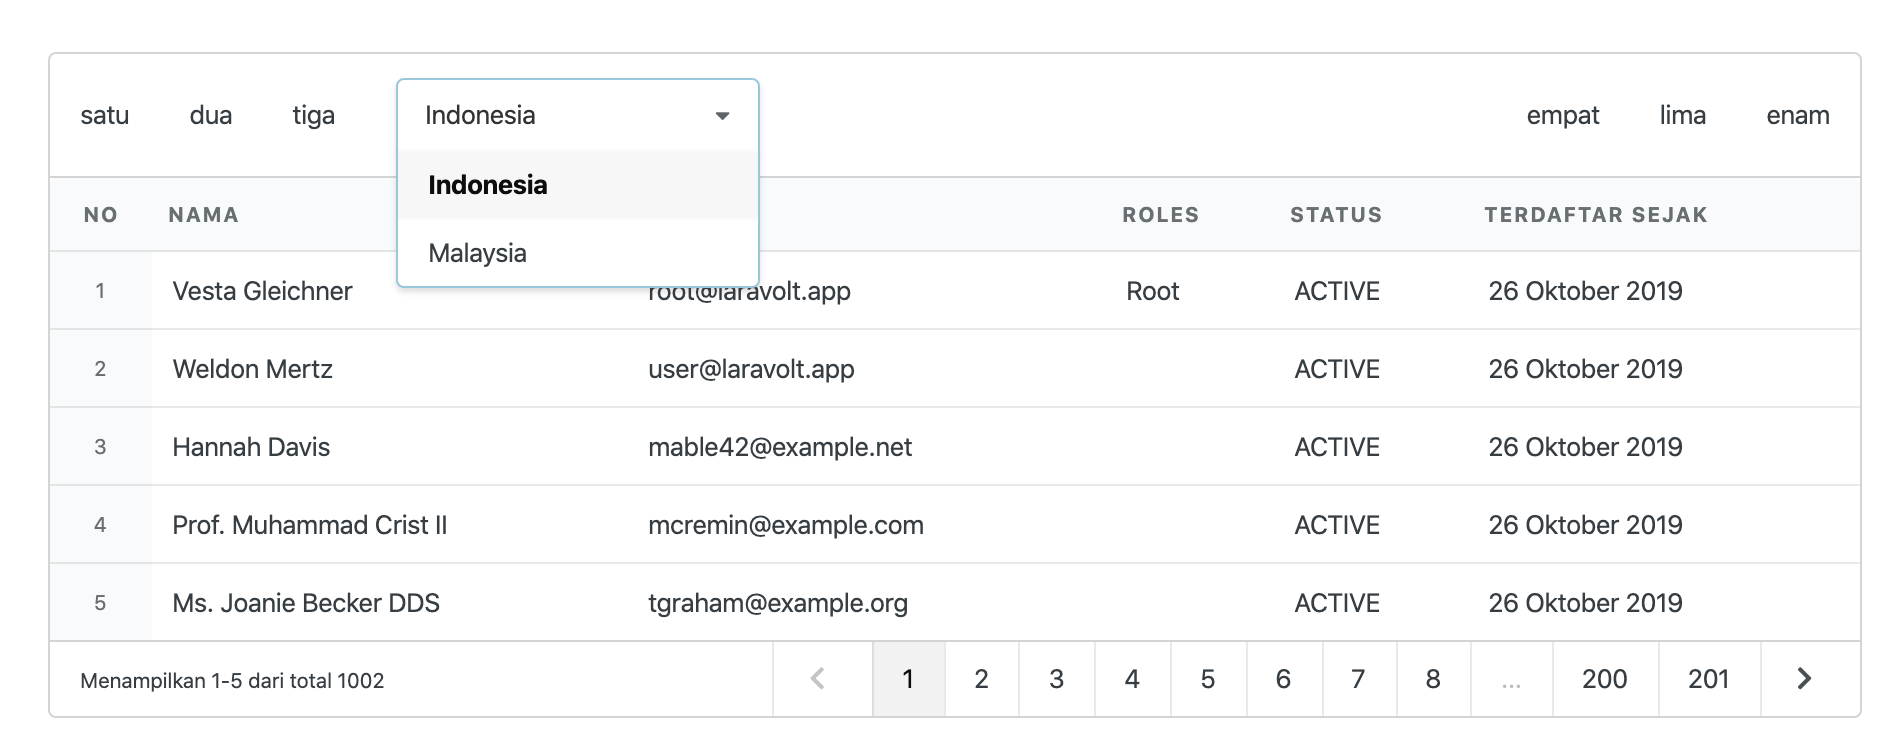 satu dua tiga Indonesia empat lima enam
Indonesia
Malaysia
NO NAMA ROLES STATUS TERDAFTAR SEJAK
1 Vesta Gleichner root@laravolt.app Root ACTIVE 26 Oktober 2019
2 Weldon Mertz user@laravolt.app ACTIVE 26 Oktober 2019
3 Hannah Davis mable42@example.net ACTIVE 26 Oktober 2019
4 Prof. Muhammad Crist II mcremin@example.com ACTIVE 26 Oktober 2019
5 Ms. Joanie Becker DDS tgraham@example.org ACTIVE 26 Oktober 2019
Menampilkan 1-5 dari total 1002 1 2 3 4 5 6 7 8 ... 200 201